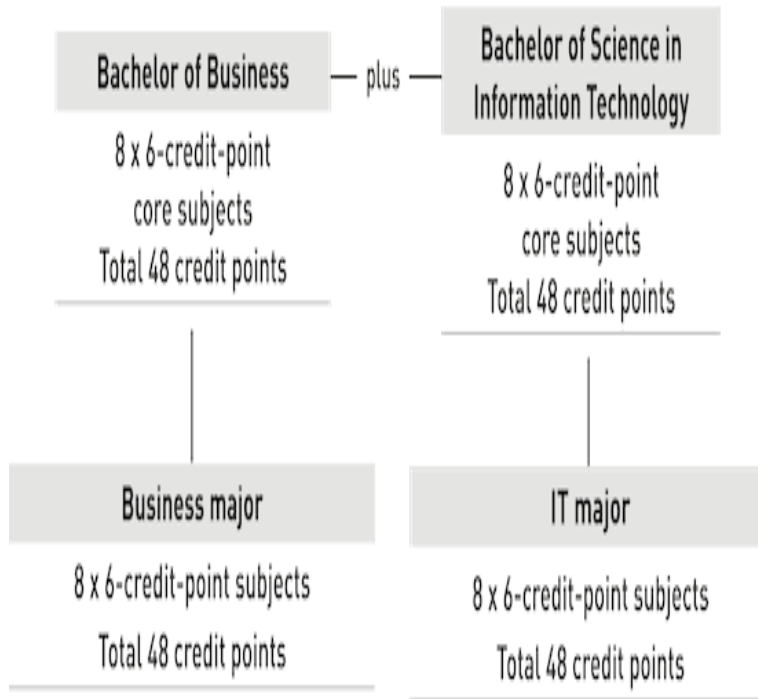 Bachelor of Business
plus
Bachelor of Science in
Information Technology
8 x 6-credit-point
core subjects
Total 48 credit points
8 x 6-credit-point
core subjects
Total 48 credit points
Business major
8 x 6-credit-point subjects
Total 48 credit points
IT major
8 x 6-credit-point subjects
Total 48 credit points